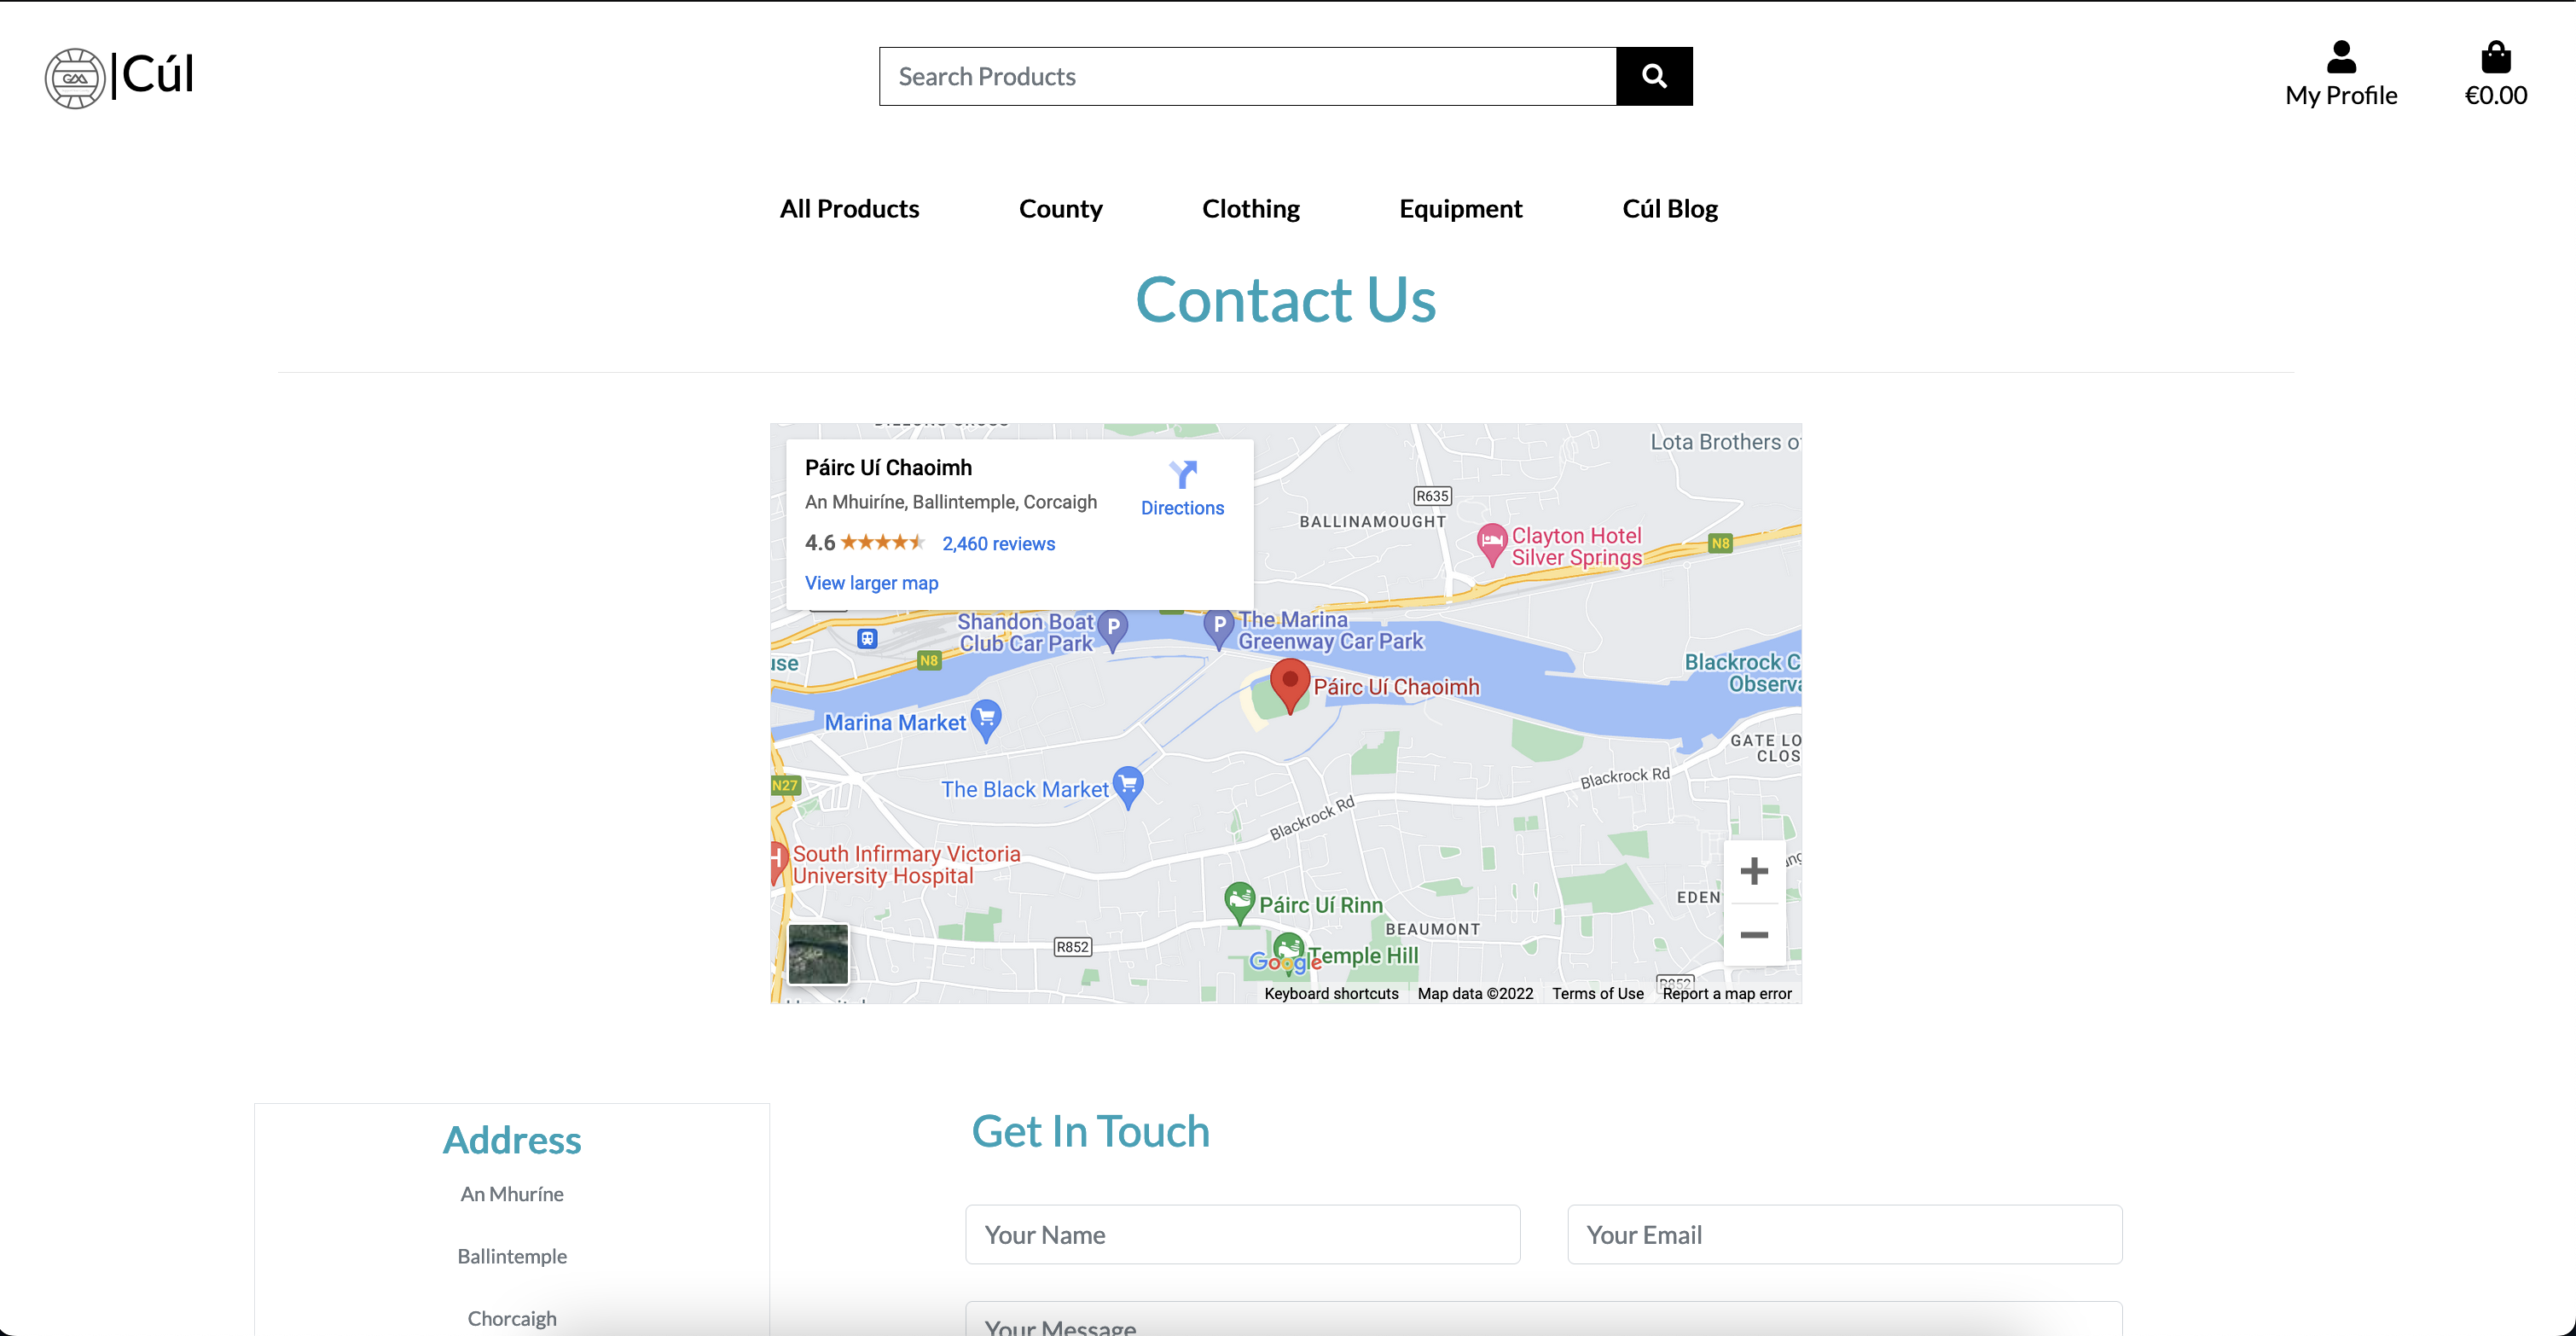 GAA
|Cúl
Search Products
My Profile
€0.00
All Products
County
Clothing
Equipment
Cúl Blog
Contact Us
Páirc Uí Chaoimh
An Mhuiríne, Ballintemple, Corcaigh
4.6
2,460 reviews
View larger map
Directions
Lota Brothers o
R635
BALLINAMOUGHT
Clayton Hotel
Silver Springs
N8
Shandon Boat
Club Car Park
P
P
The Marina
Greenway Car Park
N8
use
Blackrock C
Observa
Páirc Uí Chaoimh
Marina Market
GATE LO
CLOS
The Black Market
Blackrock Rd
N27
Blackrock Rd
H
South Infirmary Victoria
University Hospital
EDEN
Páirc Uí Rinn
BEAUMONT
R852
Temple Hill
Google
R852
Keyboard shortcuts
Map data ©2022
Terms of Use
Report a map error
Address
An Mhuríne
Ballintemple
Chorcaigh
Get In Touch
Your Name
Your Email
Your Message